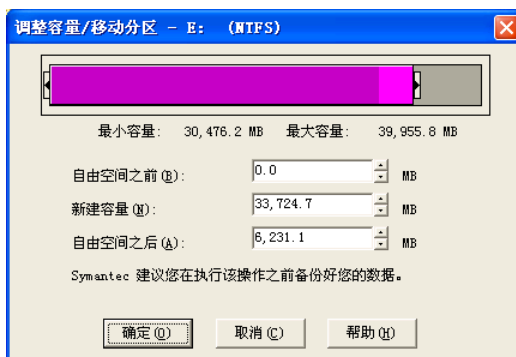 调整容量/移动分区 - E: (NTFS)
最小容量: 30,476.2 MB 最大容量: 39,955.8 MB
自由空间之前(B): 0.0 MB
新建容量(N): 33,724.7 MB
自由空间之后(A): 6,231.1 MB
Symantec 建议您在执行该操作之前备份好您的数据。
确定(O) 取消(C) 帮助(H)